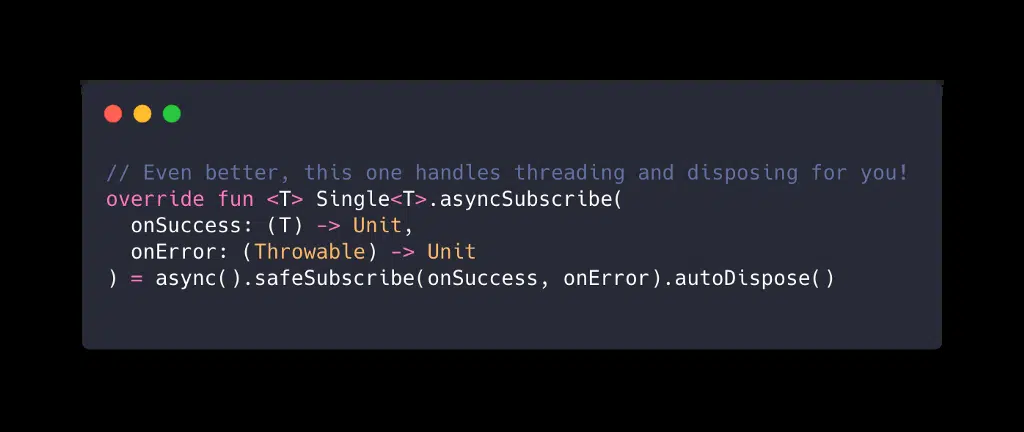 // Even better, this one handles threading and disposing for you!
override fun <T> Single<T>.asyncSubscribe(
  onSuccess: (T) -> Unit,
  onError: (Throwable) -> Unit
) = async().safeSubscribe(onSuccess, onError).autoDispose()